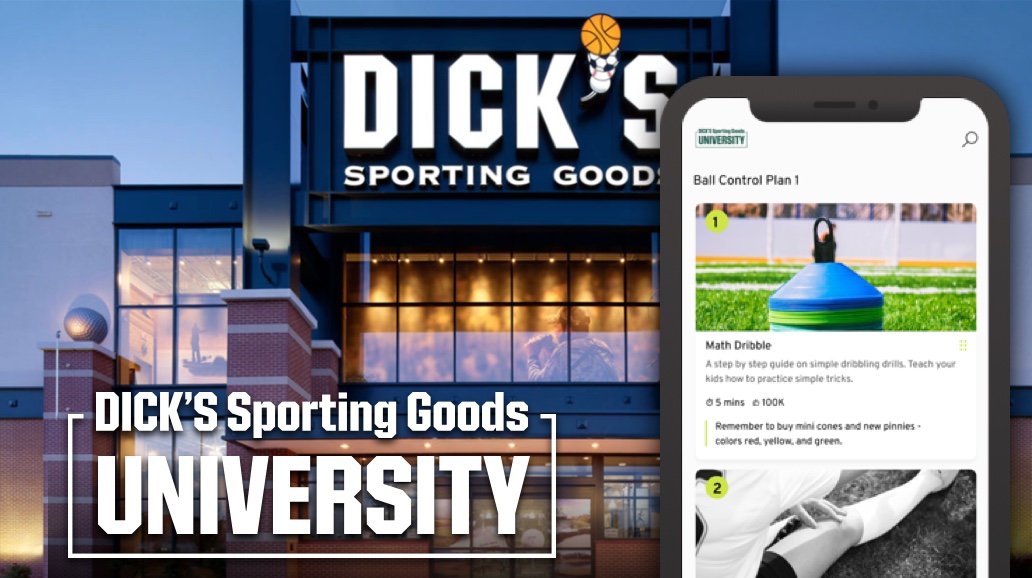 DICK'S
SPORTING GOODS
DICK'S Sporting Goods
UNIVERSITY
DICK'S Sporting Goods
UNIVERSITY
Ball Control Plan 1
1
Math Dribble
A step by step guide on simple dribbling drills. Teach your
kids how to practice simple tricks.
5 mins 100K
Remember to buy mini cones and new pinnies -
colors red, yellow, and green.
2